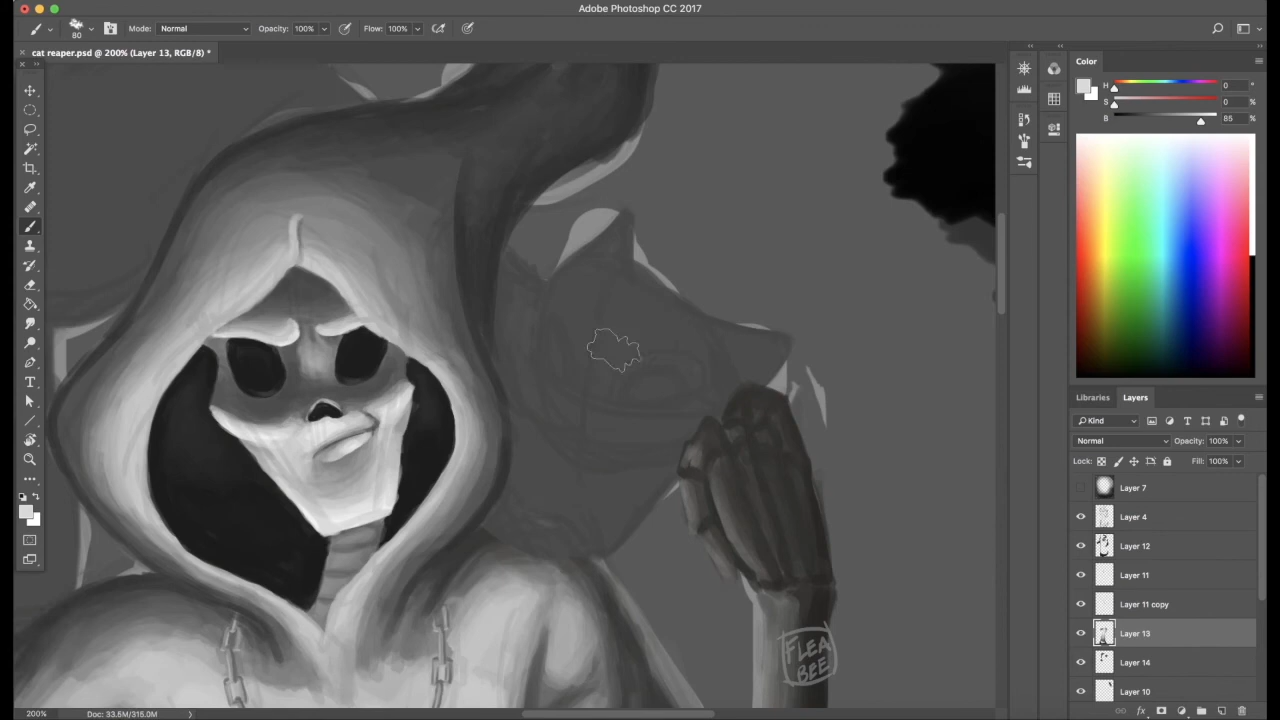 Adobe Photoshop CC 2017
80
Mode: Normal
Opacity: 100%
Flow: 100%
cat reaper.psd @ 200% (Layer 13, RGB/8) *
Color
H 0 °
S 0 %
B 85 %
Libraries
Layers
Kind
Normal
Opacity: 100%
Lock:
Fill: 100%
Layer 7
Layer 4
Layer 12
Layer 11
Layer 11 copy
Layer 13
Layer 14
Layer 10
FLEA
BEE
200%
Doc: 33.5M/315.0M